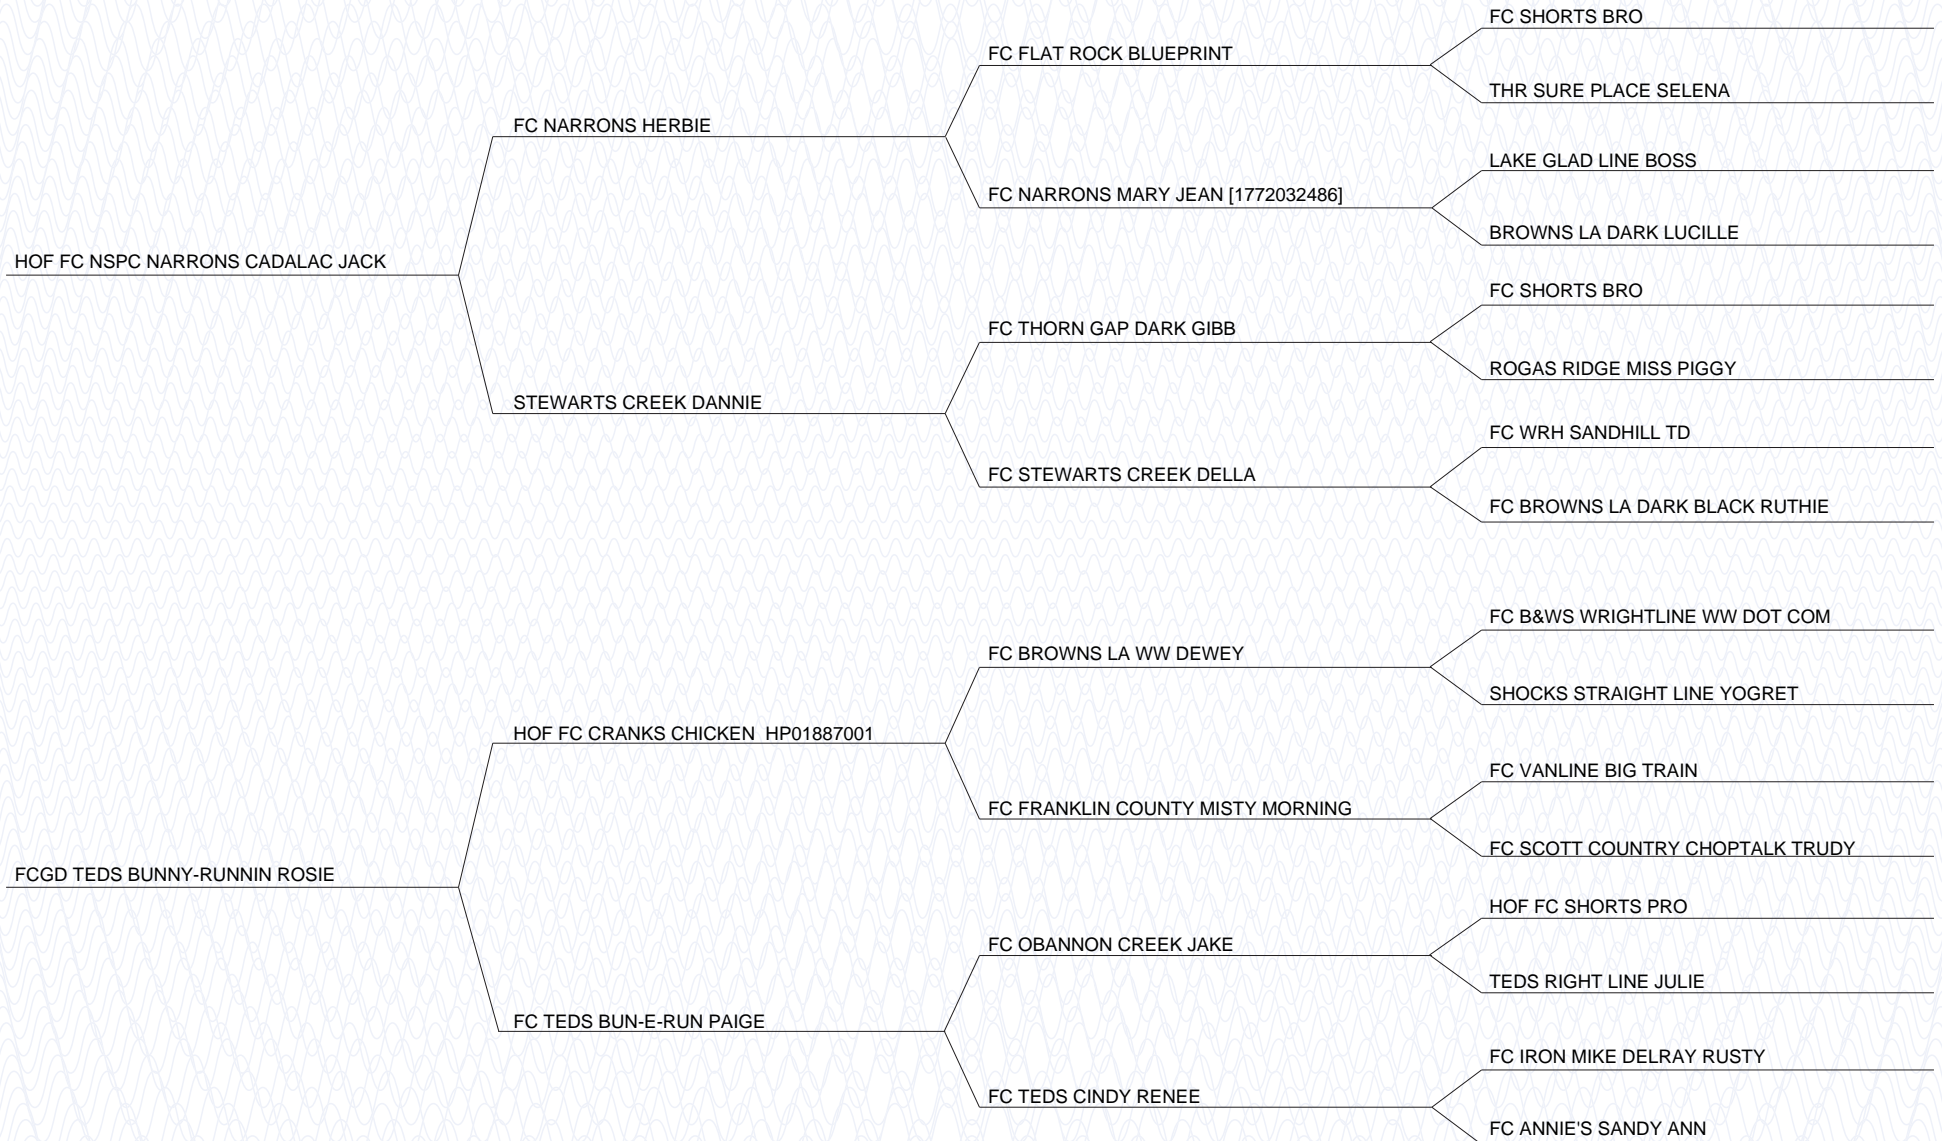 FC SHORTS BRO
FC FLAT ROCK BLUEPRINT
THR SURE PLACE SELENA
FC NARRONS HERBIE
LAKE GLAD LINE BOSS
FC NARRONS MARY JEAN [1772032486]
BROWNS LA DARK LUCILLE
HOF FC NSPC NARRONS CADALAC JACK
FC SHORTS BRO
FC THORN GAP DARK GIBB
ROGAS RIDGE MISS PIGGY
STEWARTS CREEK DANNIE
FC WRH SANDHILL TD
FC STEWARTS CREEK DELLA
FC BROWNS LA DARK BLACK RUTHIE
FC B&WS WRIGHTLINE WW DOT COM
FC BROWNS LA WW DEWEY
SHOCKS STRAIGHT LINE YOGRET
HOF FC CRANKS CHICKEN  HP01887001
FC VANLINE BIG TRAIN
FC FRANKLIN COUNTY MISTY MORNING
FC SCOTT COUNTRY CHOPTALK TRUDY
FCGD TEDS BUNNY-RUNNIN ROSIE
HOF FC SHORTS PRO
FC OBANNON CREEK JAKE
TEDS RIGHT LINE JULIE
FC TEDS BUN-E-RUN PAIGE
FC IRON MIKE DELRAY RUSTY
FC TEDS CINDY RENEE
FC ANNIE'S SANDY ANN